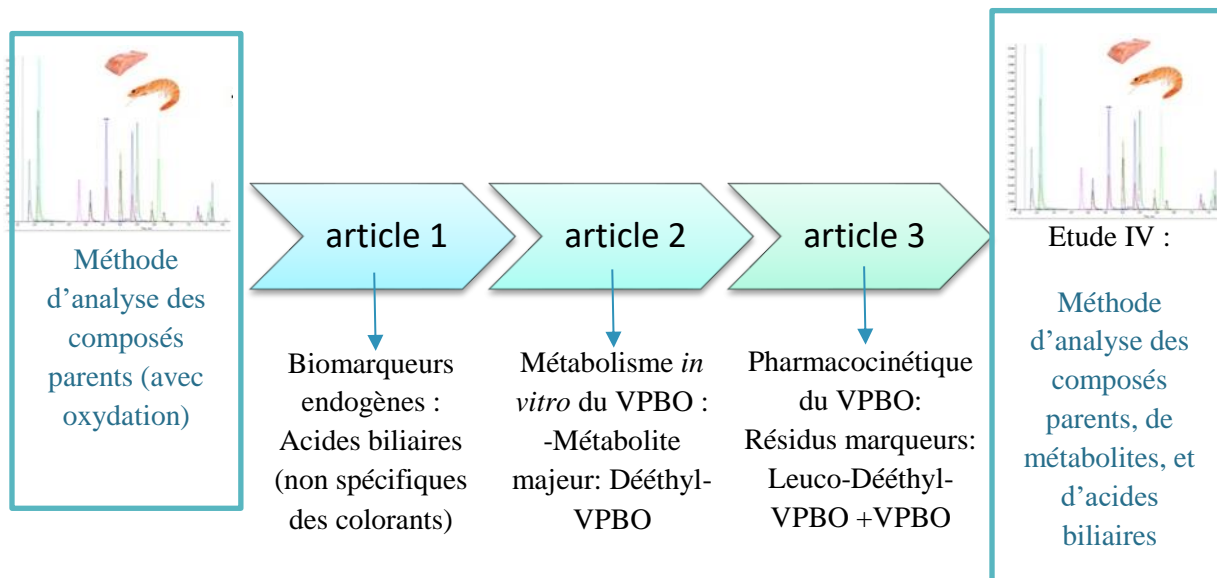 Méthode
d'analyse des
composés
parents (avec
oxydation)
article 1
Biomarqueurs
endogènes :
Acides biliaires
(non spécifiques
des colorants)
article 2
Métabolisme in
vitro du VPBO :
-Métabolite
majeur: Dééthyl-
VPBO
article 3
Pharmacocinétique
du VPBO:
Résidus marqueurs:
Leuco-Dééthyl-
VPBO +VPBO
Etude IV :
Méthode
d'analyse des
composés
parents, de
métabolites, et
d'acides
biliaires